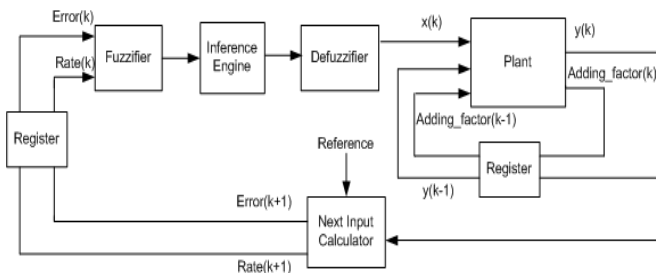 Error(k)
Rate(k)
Fuzzifier
Inference
Engine
Defuzzifier
x(k)
Plant
y(k)
Adding_factor(k)
Adding_factor(k-1)
Register
Register
y(k-1)
Reference
Error(k+1)
Next Input
Calculator
Rate(k+1)